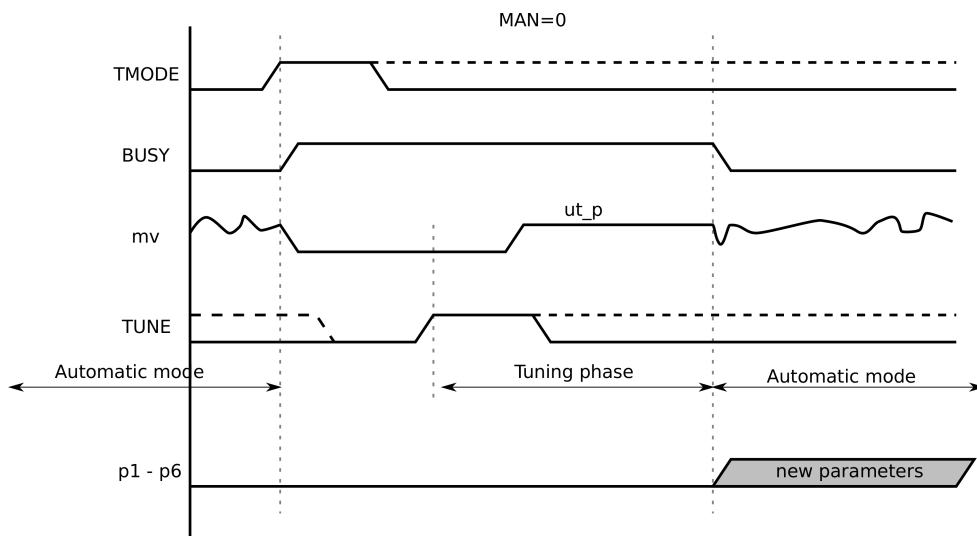 MAN=0
TMODE
BUSY
ut_p
mv
TUNE
Automatic mode
Tuning phase
Automatic mode
p1 - p6
new parameters